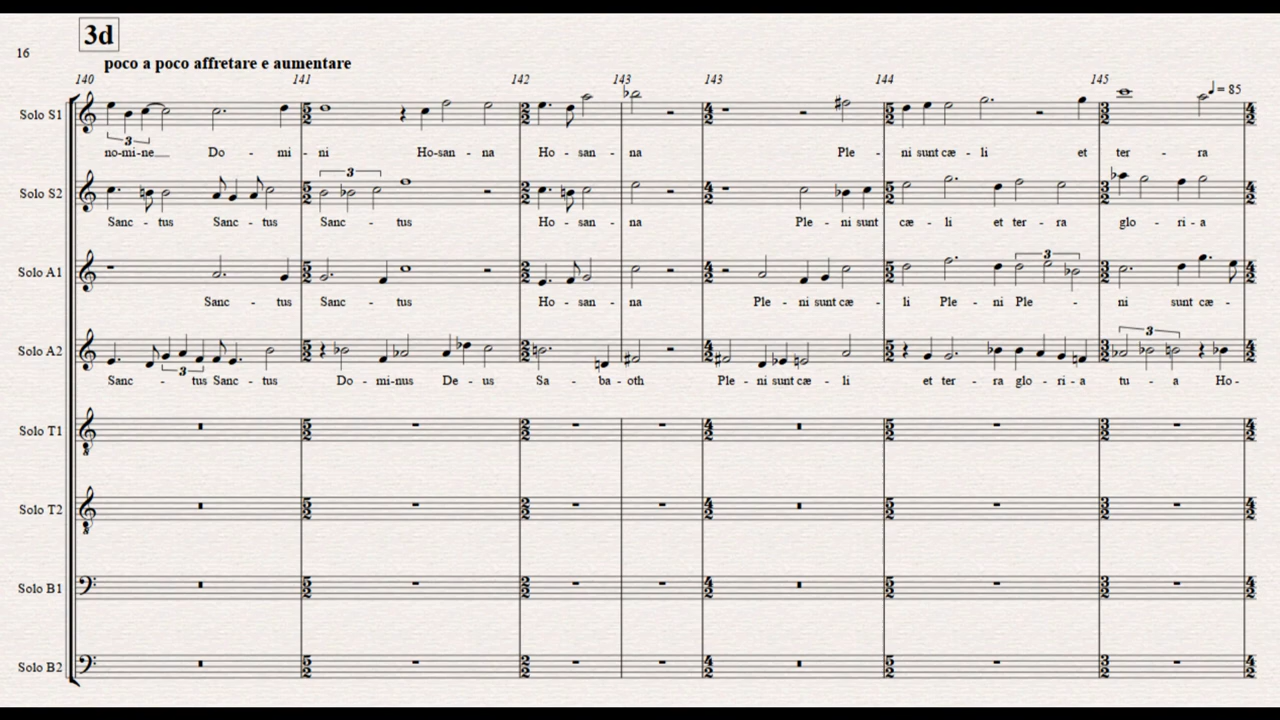 3d
16
poco a poco affretare e aumentare
140 141 142 143 143 144 145
♩ = 85
Solo S1
no-mi-ne Do - mi - ni Ho-san - na Ho - san - na Ple - ni sunt cæ - li et ter - ra
3
Solo S2
3
Sanc - tus Sanc - tus Sanc - tus Ho - san - na Ple - ni sunt cæ - li et ter - ra glo - ri - a
Solo A1
3
Sanc - tus Sanc - tus Ho - san - na Ple - ni sunt cæ - li Ple - ni Ple - ni sunt cæ -
Solo A2
3 3
Sanc - tus Sanc - tus Do - mi-nus De - us Sa - ba - oth Ple - ni sunt cæ - li et ter - ra glo - ri - a tu - a Ho-
Solo T1
Solo T2
Solo B1
Solo B2